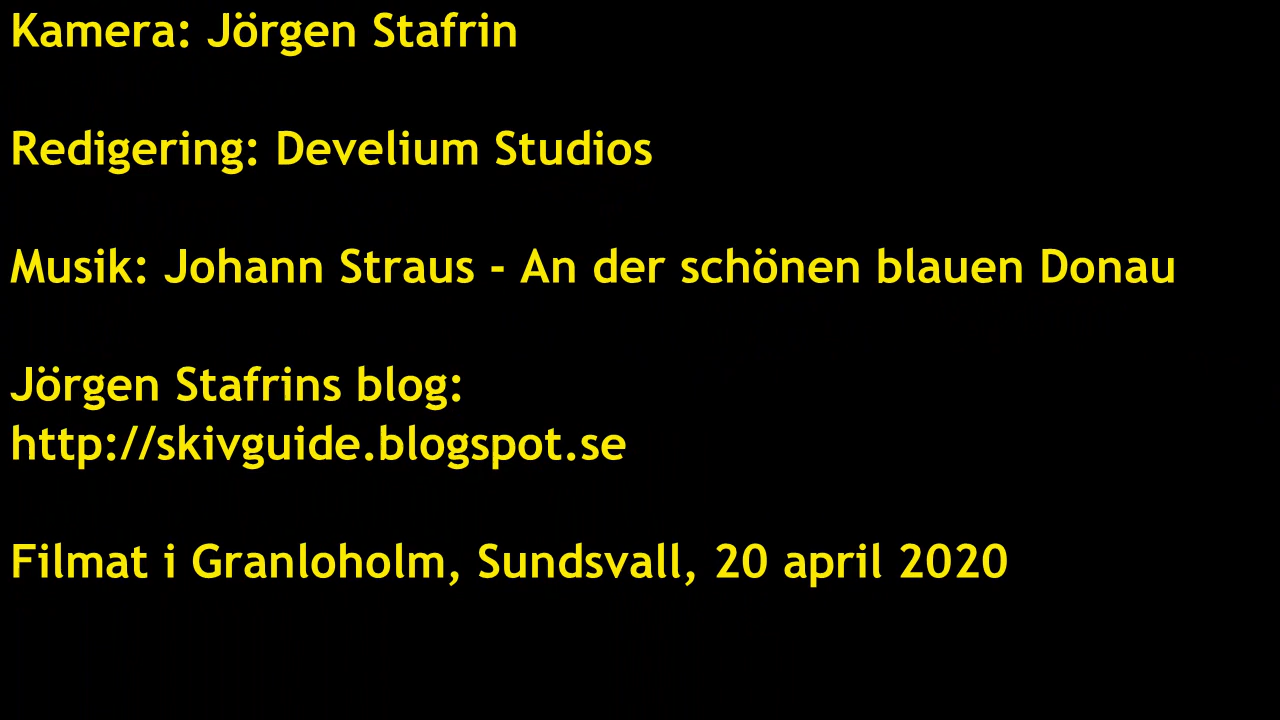 Kamera: Jörgen Stafrin
Redigering: Develium Studios
Musik: Johann Straus - An der schönen blauen Donau
Jörgen Stafrins blog:
http://skivguide.blogspot.se
Filmat i Granloholm, Sundsvall, 20 april 2020